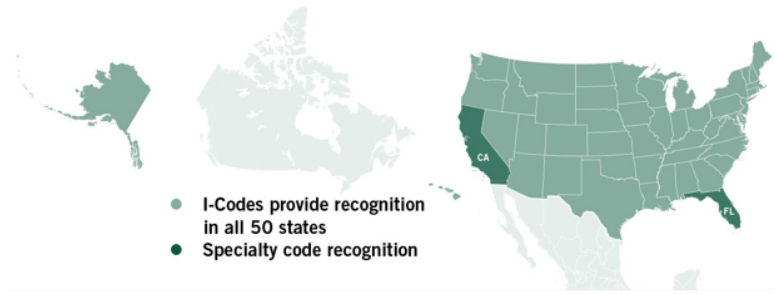 CA
I-Codes provide recognition
in all 50 states
FL
Specialty code recognition